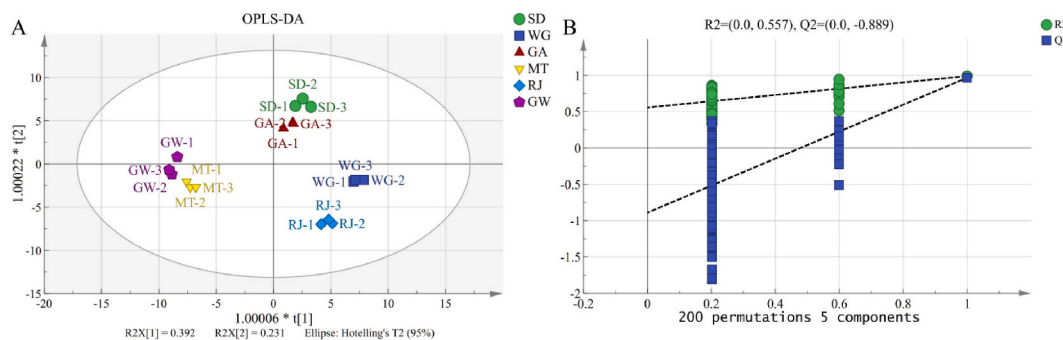 A
OPLS-DA
SD
WG
GA
MT
RJ
GW
1.00022 * t[2]
10
5
0
-5
-10
-15
SD-2
SD-1
SD-3
GA-2
GA-3
GA-1
GW-1
GW-3
GW-2
MT-1
MT-3
MT-2
WG-3
WG-1
WG-2
RJ-3
RJ-1
RJ-2
-20 -15 -10 -5 0 5 10 15 20
1.00006 * t[1]
R2X[1] = 0.392 R2X[2] = 0.231 Ellipse: Hotelling's T2 (95%)
B
R2=(0.0, 0.557), Q2=(0.0, -0.889)
1
0.5
0
-0.5
-1
-1.5
-2
-0.2 0 0.2 0.4 0.6 0.8 1
200 permutations 5 components